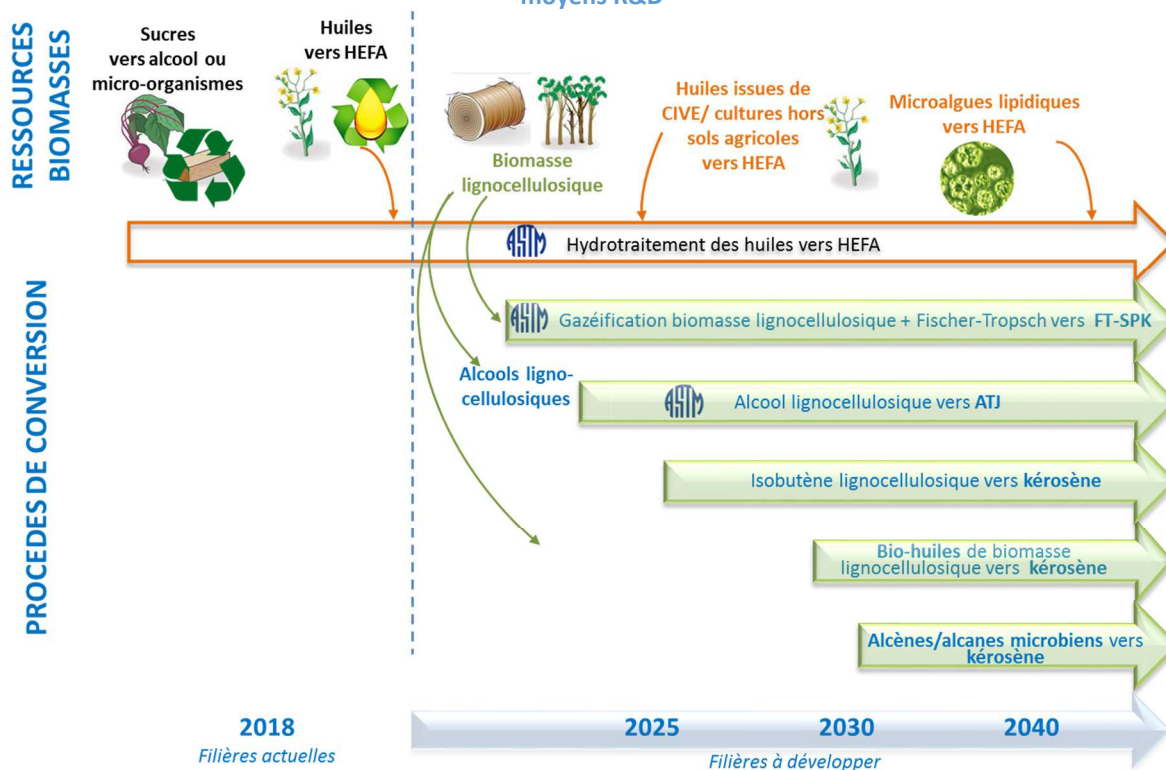 moyens R&D
RESSOURCES
BIOMASSES
Sucres
vers alcool ou
micro-organismes
Huiles
vers HEFA
Biomasse
lignocellulosique
Huiles issues de
CIVE/ cultures hors
sols agricoles
vers HEFA
Microalgues lipidiques
vers HEFA
PROCEDES DE CONVERSION
ASTM Hydrotraitement des huiles vers HEFA
ASTM Gazéification biomasse lignocellulosique + Fischer-Tropsch vers FT-SPK
Alcools ligno-
cellulosiques
ASTM Alcool lignocellulosique vers ATJ
Isobutène lignocellulosique vers kérosène
Bio-huiles de biomasse
lignocellulosique vers kérosène
Alcènes/alcanes microbiens vers
kérosène
2018
Filières actuelles
2025 2030 2040
Filières à développer